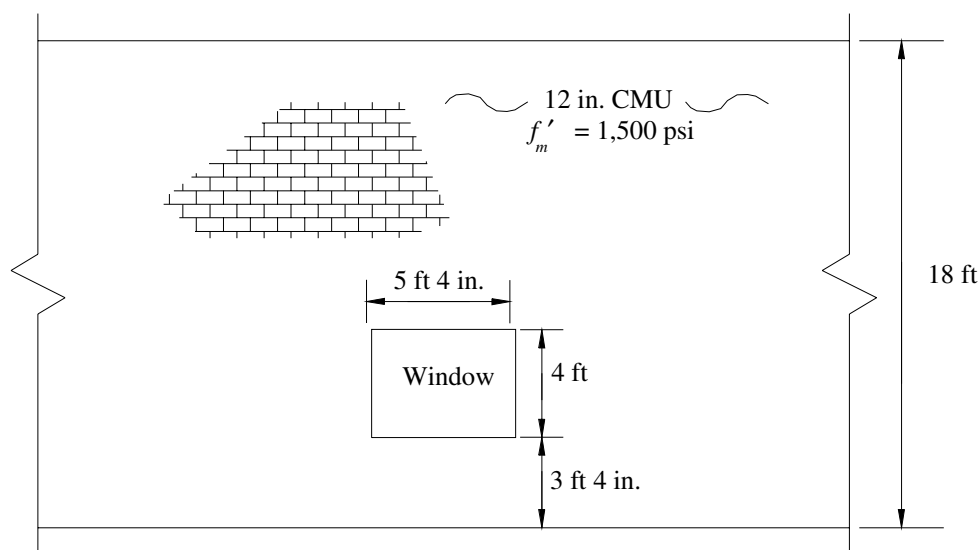 12 in. CMU
f_m′ = 1,500 psi
5 ft 4 in.
18 ft
Window
4 ft
3 ft 4 in.